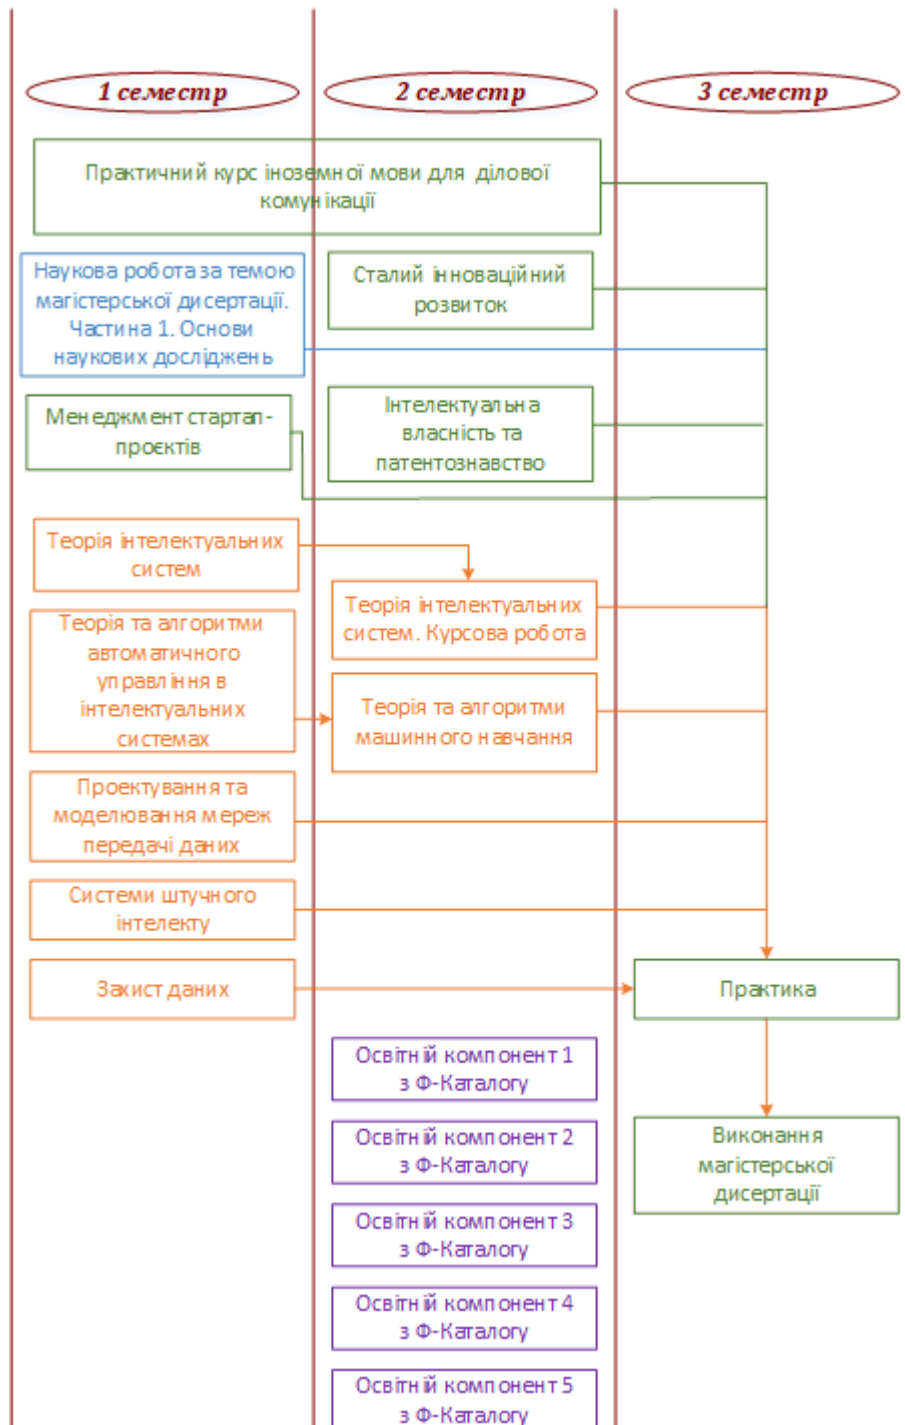 1 семестр
2 семестр
3 семестр
Практичний курс іноземної мови для ділової
комунікації
Наукова робота за темою
магістерської дисертації.
Частина 1. Основи
наукових досліджень
Сталий інноваційний
розвиток
Менеджмент стартап-
проєктів
Інтелектуальна
власність та
патентознавство
Теорія інтелектуальних
систем
Теорія інтелектуальних
систем. Курсова робота
Теорія та алгоритми
автоматичного
управління в
інтелектуальних
системах
Теорія та алгоритми
машинного навчання
Проектування та
моделювання мереж
передачі даних
Системи штучного
інтелекту
Захист даних
Практика
Освітній компонент 1
з Ф-Каталогу
Освітній компонент 2
з Ф-Каталогу
Виконання
магістерської
дисертації
Освітній компонент 3
з Ф-Каталогу
Освітній компонент 4
з Ф-Каталогу
Освітній компонент 5
з Ф-Каталогу